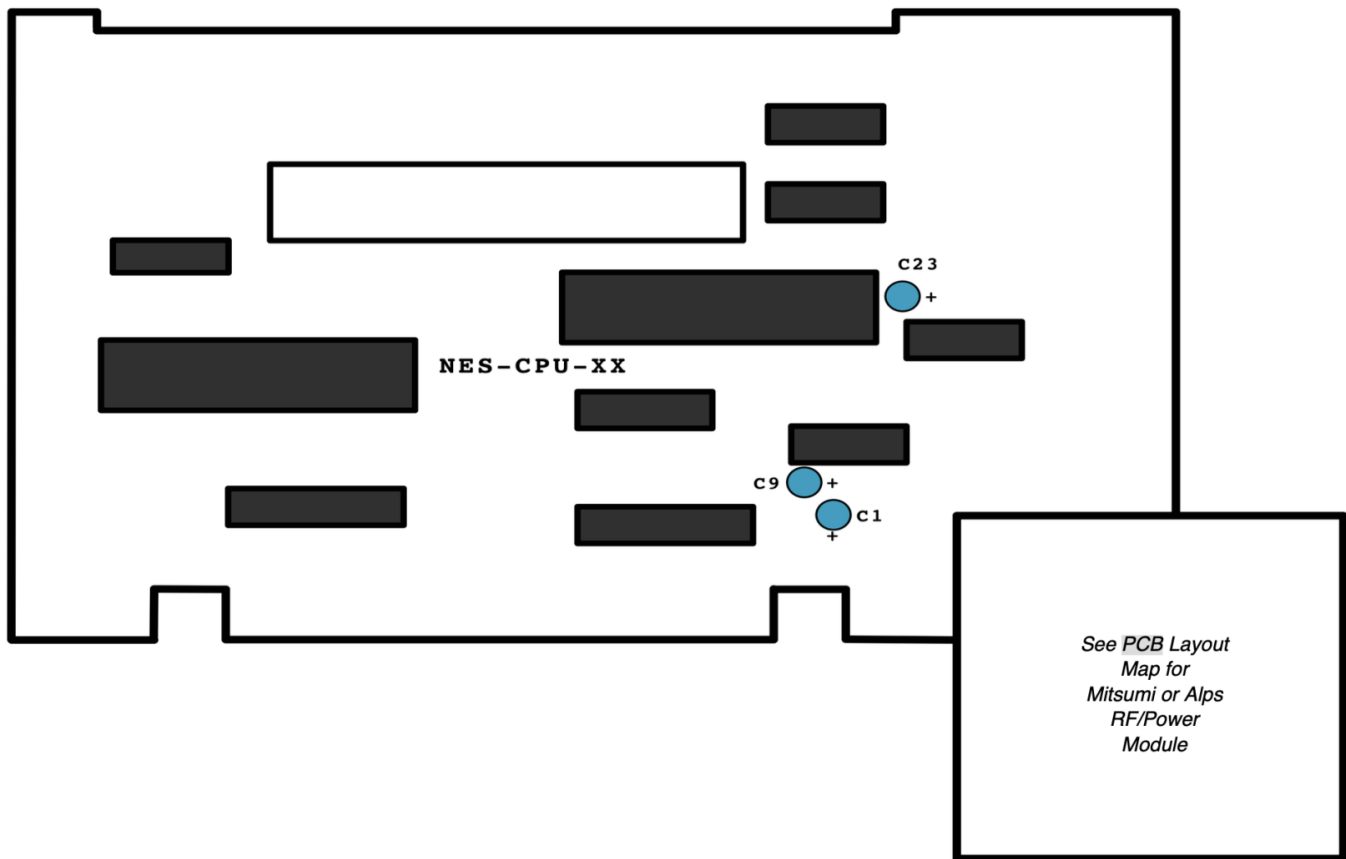 C23
+
NES-CPU-XX
C9 +
C1
+
See PCB Layout
Map for
Mitsumi or Alps
RF/Power
Module